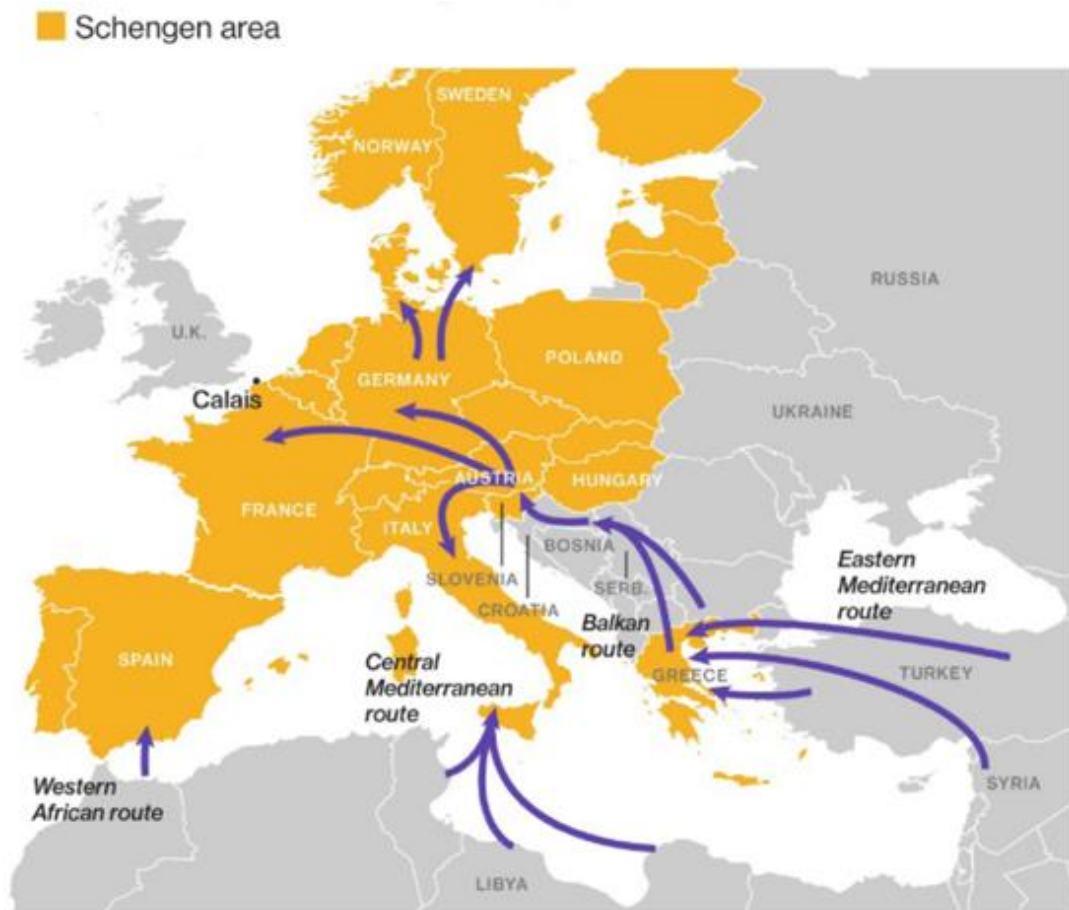 Schengen area
SWEDEN
NORWAY
RUSSIA
U.K.
POLAND
GERMANY
Calais
UKRAINE
AUSTRIA
HUNGARY
FRANCE
ITALY
BOSNIA
SLOVENIA
SERB.
CROATIA
Eastern
Mediterranean
route
Balkan
route
SPAIN
Central
Mediterranean
route
GREECE
TURKEY
SYRIA
Western
African route
LIBYA